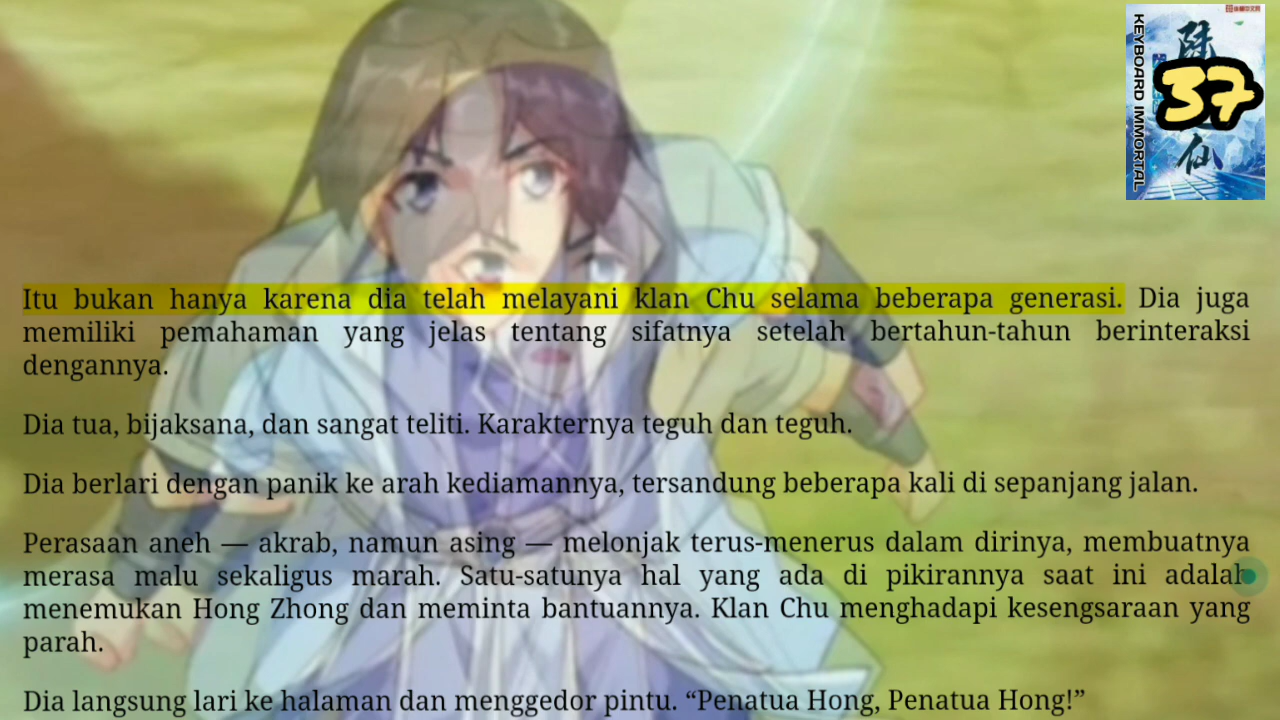 陆
37
仙
KEYBOARD IMMORTAL
Itu bukan hanya karena dia telah melayani klan Chu selama beberapa generasi. Dia juga
memiliki pemahaman yang jelas tentang sifatnya setelah bertahun-tahun berinteraksi
dengannya.
Dia tua, bijaksana, dan sangat teliti. Karakternya teguh dan teguh.
Dia berlari dengan panik ke arah kediamannya, tersandung beberapa kali di sepanjang jalan.
Perasaan aneh — akrab, namun asing — melonjak terus-menerus dalam dirinya, membuatnya
merasa malu sekaligus marah. Satu-satunya hal yang ada di pikirannya saat ini adalah
menemukan Hong Zhong dan meminta bantuannya. Klan Chu menghadapi kesengsaraan yang
parah.
Dia langsung lari ke halaman dan menggedor pintu. “Penatua Hong, Penatua Hong!”